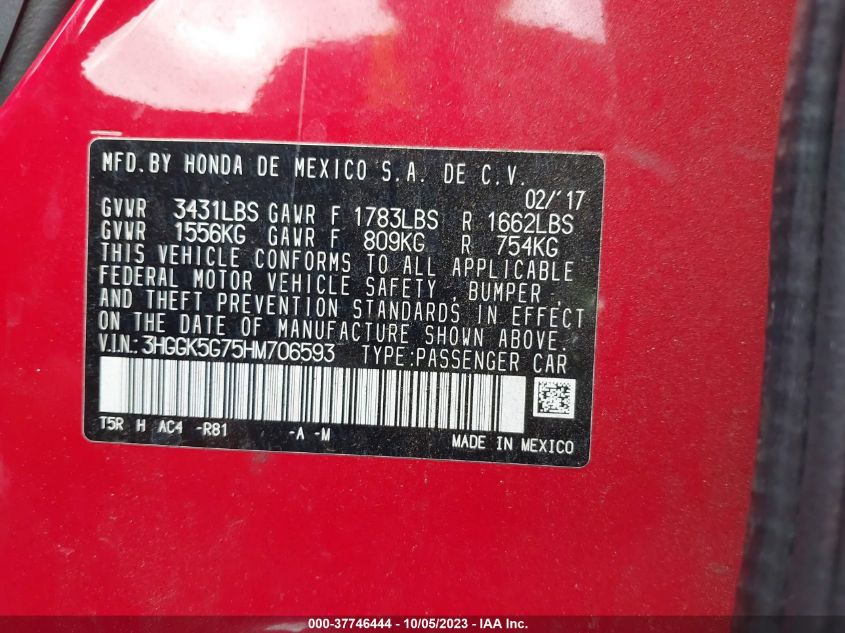 MFD.BY HONDA DE MEXICO S.A. DE C.V.
02/'17
GVWR 3431LBS GAWR F 1783LBS R 1662LBS
GVWR 1556KG GAWR F 809KG R 754KG
THIS VEHICLE CONFORMS TO ALL APPLICABLE
FEDERAL MOTOR VEHICLE SAFETY , BUMPER ,
AND THEFT PREVENTION STANDARDS IN EFFECT
ON THE DATE OF MANUFACTURE SHOWN ABOVE.
V.I.N.: 3HGGK5G75HM706593 TYPE:PASSENGER CAR
T5R H AC4 -R81 -A -M MADE IN MEXICO
000-37746444 - 10/05/2023 - IAA Inc.